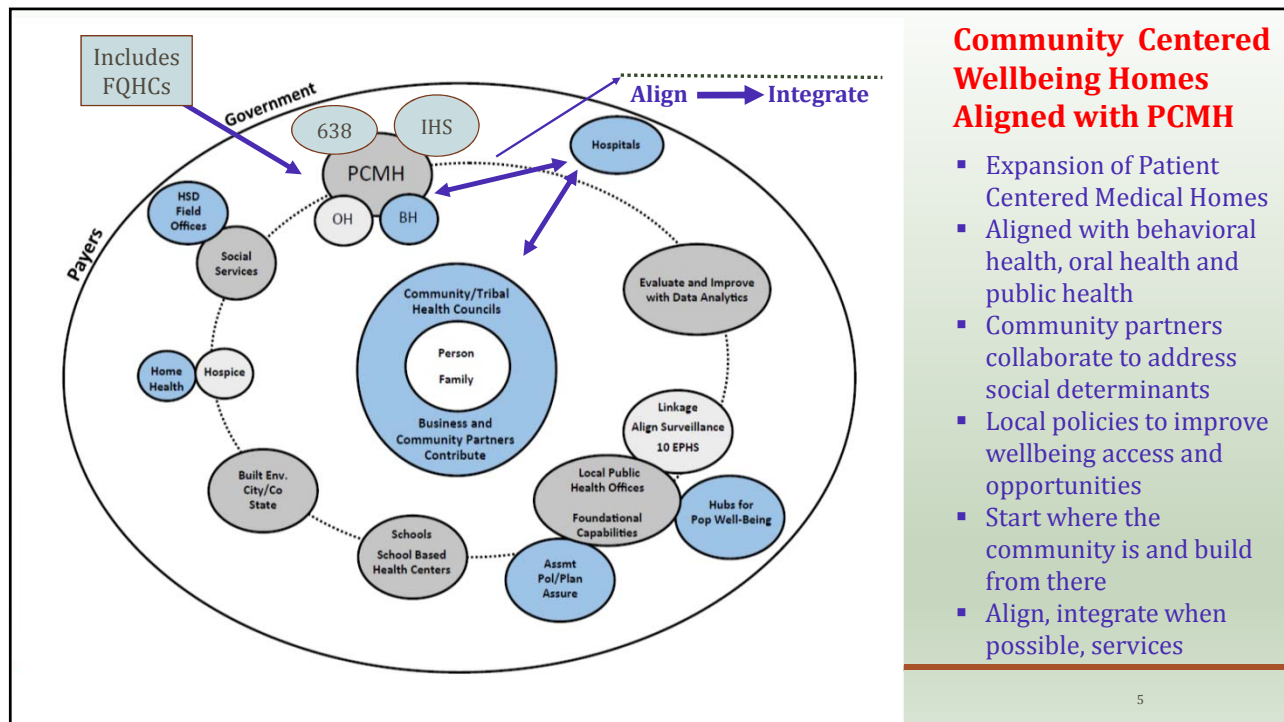 Includes
FQHCs
Government
Payers
638
IHS
PCMH
OH
BH
Align
Integrate
Hospitals
HSD
Field
Offices
Social
Services
Evaluate and Improve
with Data Analytics
Community/Tribal
Health Councils
Person
Family
Business and
Community Partners
Contribute
Home
Health
Hospice
Linkage
Align Surveillance
10 EPHS
Built Env.
City/Co
State
Local Public
Health Offices
Foundational
Capabilities
Hubs for
Pop Well-Being
Schools
School Based
Health Centers
Assmt
Pol/Plan
Assure
Community Centered
Wellbeing Homes
Aligned with PCMH
▪ Expansion of Patient
Centered Medical Homes
▪ Aligned with behavioral
health, oral health and
public health
▪ Community partners
collaborate to address
social determinants
▪ Local policies to improve
wellbeing access and
opportunities
▪ Start where the
community is and build
from there
▪ Align, integrate when
possible, services
5